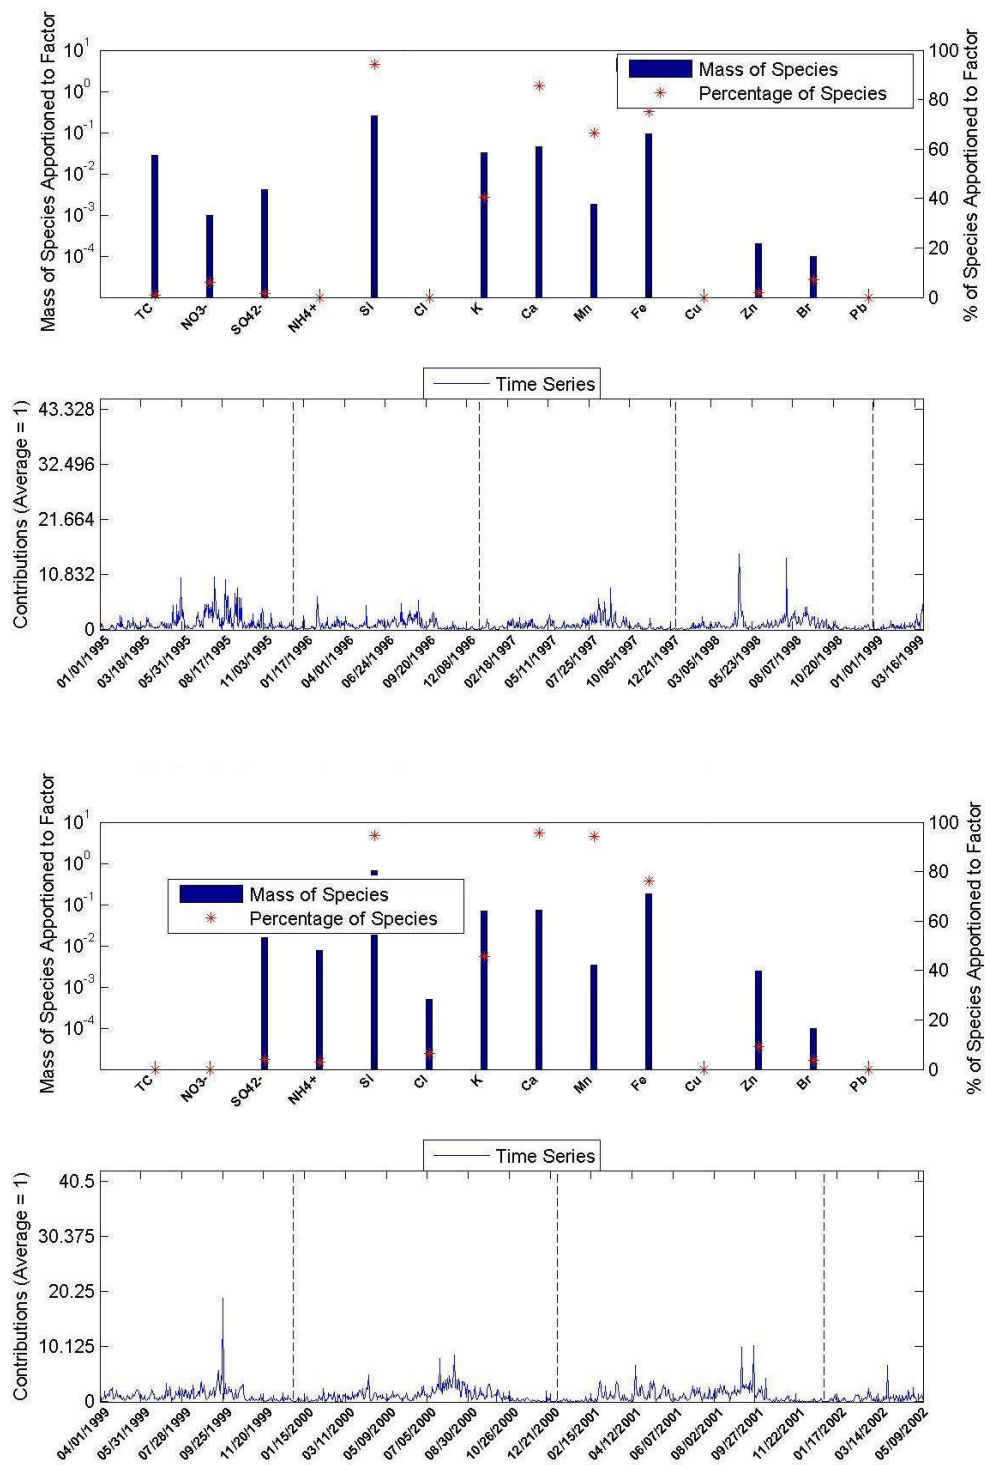 Mass of Species Apportioned to Factor
10^1
10^0
10^-1
10^-2
10^-3
10^-4
Mass of Species
Percentage of Species
100
80
60
40
20
0
% of Species Apportioned to Factor
TC NO3- SO42- NH4+ SI Cl K Ca Mn Fe Cu Zn Br Pb
Time Series
Contributions (Average = 1)
43.328
32.496
21.664
10.832
0
01/01/1995 03/18/1995 05/31/1995 08/17/1995 11/03/1995 01/17/1996 04/01/1996 06/24/1996 09/20/1996 12/08/1996 02/18/1997 05/11/1997 07/25/1997 10/05/1997 12/21/1997 03/05/1998 05/23/1998 08/07/1998 10/20/1998 01/01/1999 03/18/1999
Mass of Species Apportioned to Factor
10^1
10^0
10^-1
10^-2
10^-3
10^-4
Mass of Species
Percentage of Species
100
80
60
40
20
0
% of Species Apportioned to Factor
TC NO3- SO42- NH4+ SI Cl K Ca Mn Fe Cu Zn Br Pb
Time Series
Contributions (Average = 1)
40.5
30.375
20.25
10.125
0
04/01/1999 05/31/1999 07/28/1999 09/25/1999 11/20/1999 01/15/2000 03/11/2000 05/09/2000 07/05/2000 08/30/2000 10/26/2000 12/21/2000 02/15/2001 04/12/2001 06/07/2001 08/02/2001 09/27/2001 11/22/2001 01/17/2002 03/14/2002 05/09/2002